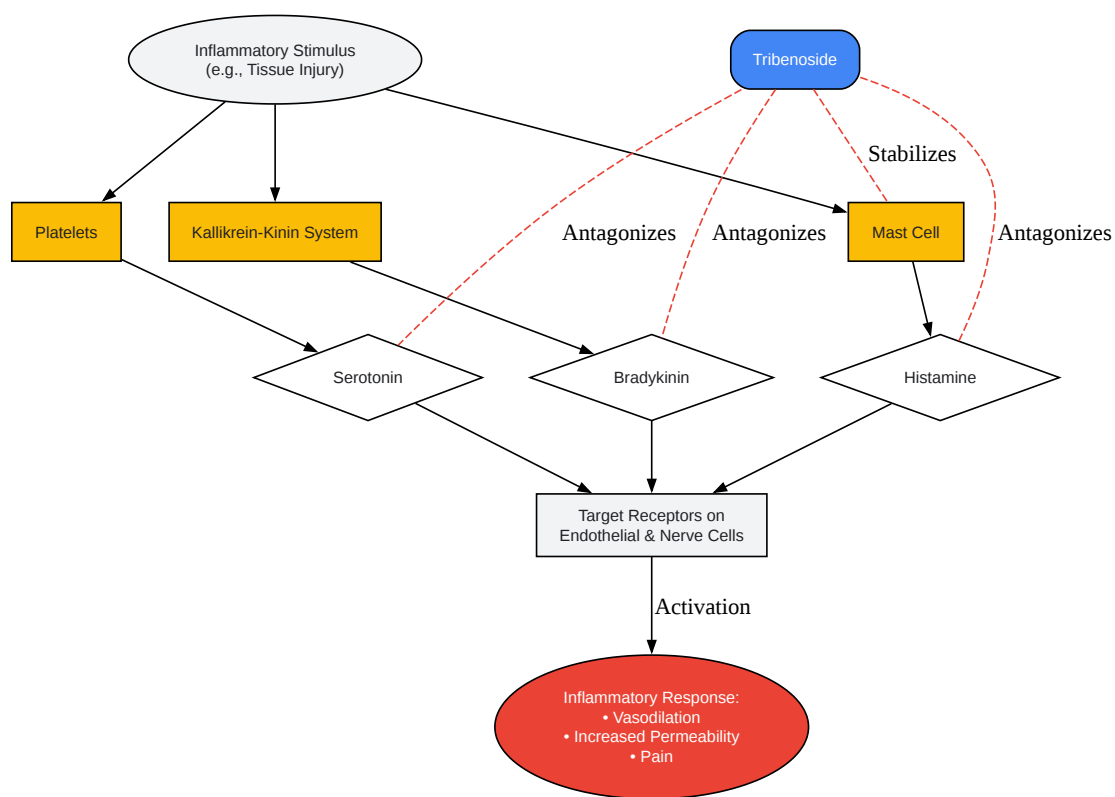 Inflammatory Stimulus
(e.g., Tissue Injury)
Tribenoside
Stabilizes
Platelets
Kallikrein-Kinin System
Antagonizes
Antagonizes
Mast Cell
Antagonizes
Serotonin
Bradykinin
Histamine
Target Receptors on
Endothelial & Nerve Cells
Activation
Inflammatory Response:
• Vasodilation
• Increased Permeability
• Pain